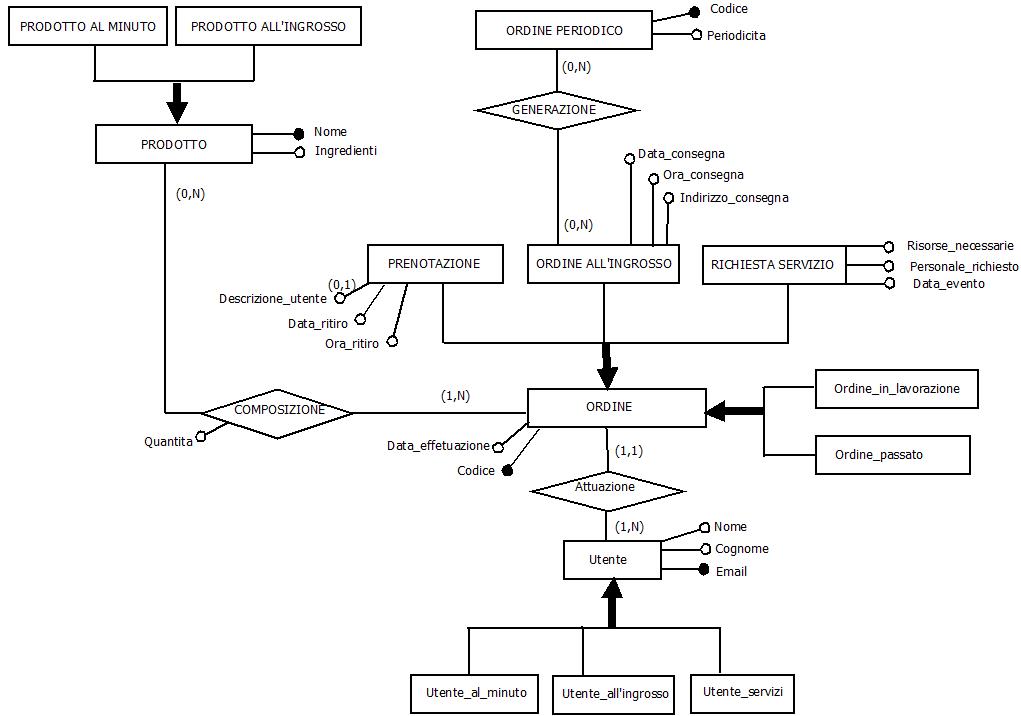 PRODOTTO AL MINUTO
PRODOTTO ALL'INGROSSO
ORDINE PERIODICO
Codice
Periodicita
(0,N)
GENERAZIONE
PRODOTTO
Nome
Ingredienti
(0,N)
Data_consegna
Ora_consegna
Indirizzo_consegna
(0,N)
PRENOTAZIONE
ORDINE ALL'INGROSSO
RICHIESTA SERVIZIO
Risorse_necessarie
Personale_richiesto
Data_evento
(0,1)
Descrizione_utente
Data_ritiro
Ora_ritiro
COMPOSIZIONE
Quantita
(1,N)
ORDINE
Ordine_in_lavorazione
Ordine_passato
Data_effetuazione
Codice
(1,1)
Attuazione
(1,N)
Utente
Nome
Cognome
Email
Utente_al_minuto
Utente_all'ingrosso
Utente_servizi